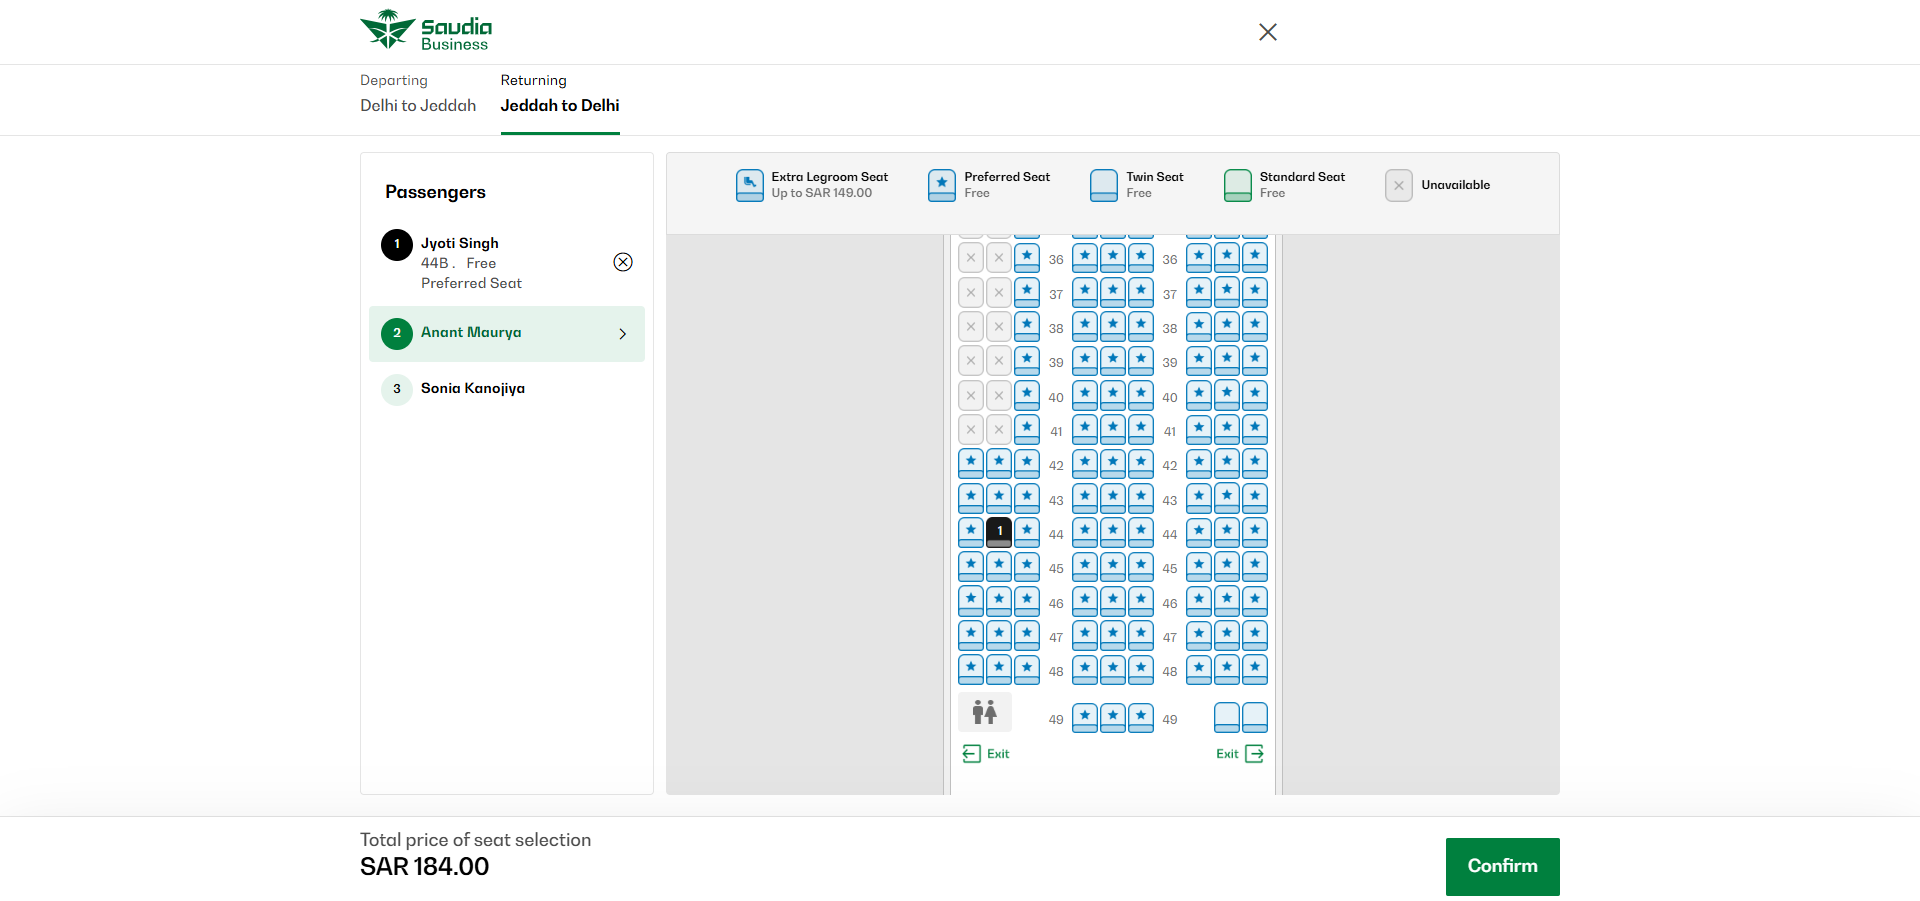 Saudia
Business
Departing
Delhi to Jeddah
Returning
Jeddah to Delhi
Passengers
1
Jyoti Singh
44B . Free
Preferred Seat
2
Anant Maurya
3
Sonia Kanojiya
Extra Legroom Seat
Up to SAR 149.00
Preferred Seat
Free
Twin Seat
Free
Standard Seat
Free
Unavailable
36 36
37 37
38 38
39 39
40 40
41 41
42 42
43 43
1 44 44
45 45
46 46
47 47
48 48
49 49
Exit Exit
Total price of seat selection
SAR 184.00
Confirm